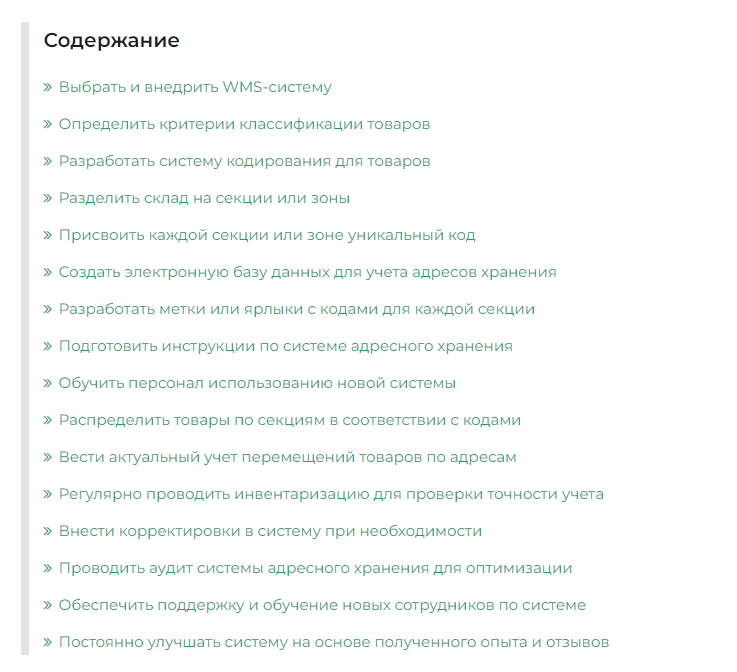 Содержание
» Выбрать и внедрить WMS-систему
» Определить критерии классификации товаров
» Разработать систему кодирования для товаров
» Разделить склад на секции или зоны
» Присвоить каждой секции или зоне уникальный код
» Создать электронную базу данных для учета адресов хранения
» Разработать метки или ярлыки с кодами для каждой секции
» Подготовить инструкции по системе адресного хранения
» Обучить персонал использованию новой системы
» Распределить товары по секциям в соответствии с кодами
» Вести актуальный учет перемещений товаров по адресам
» Регулярно проводить инвентаризацию для проверки точности учета
» Внести корректировки в систему при необходимости
» Проводить аудит системы адресного хранения для оптимизации
» Обеспечить поддержку и обучение новых сотрудников по системе
» Постоянно улучшать систему на основе полученного опыта и отзывов